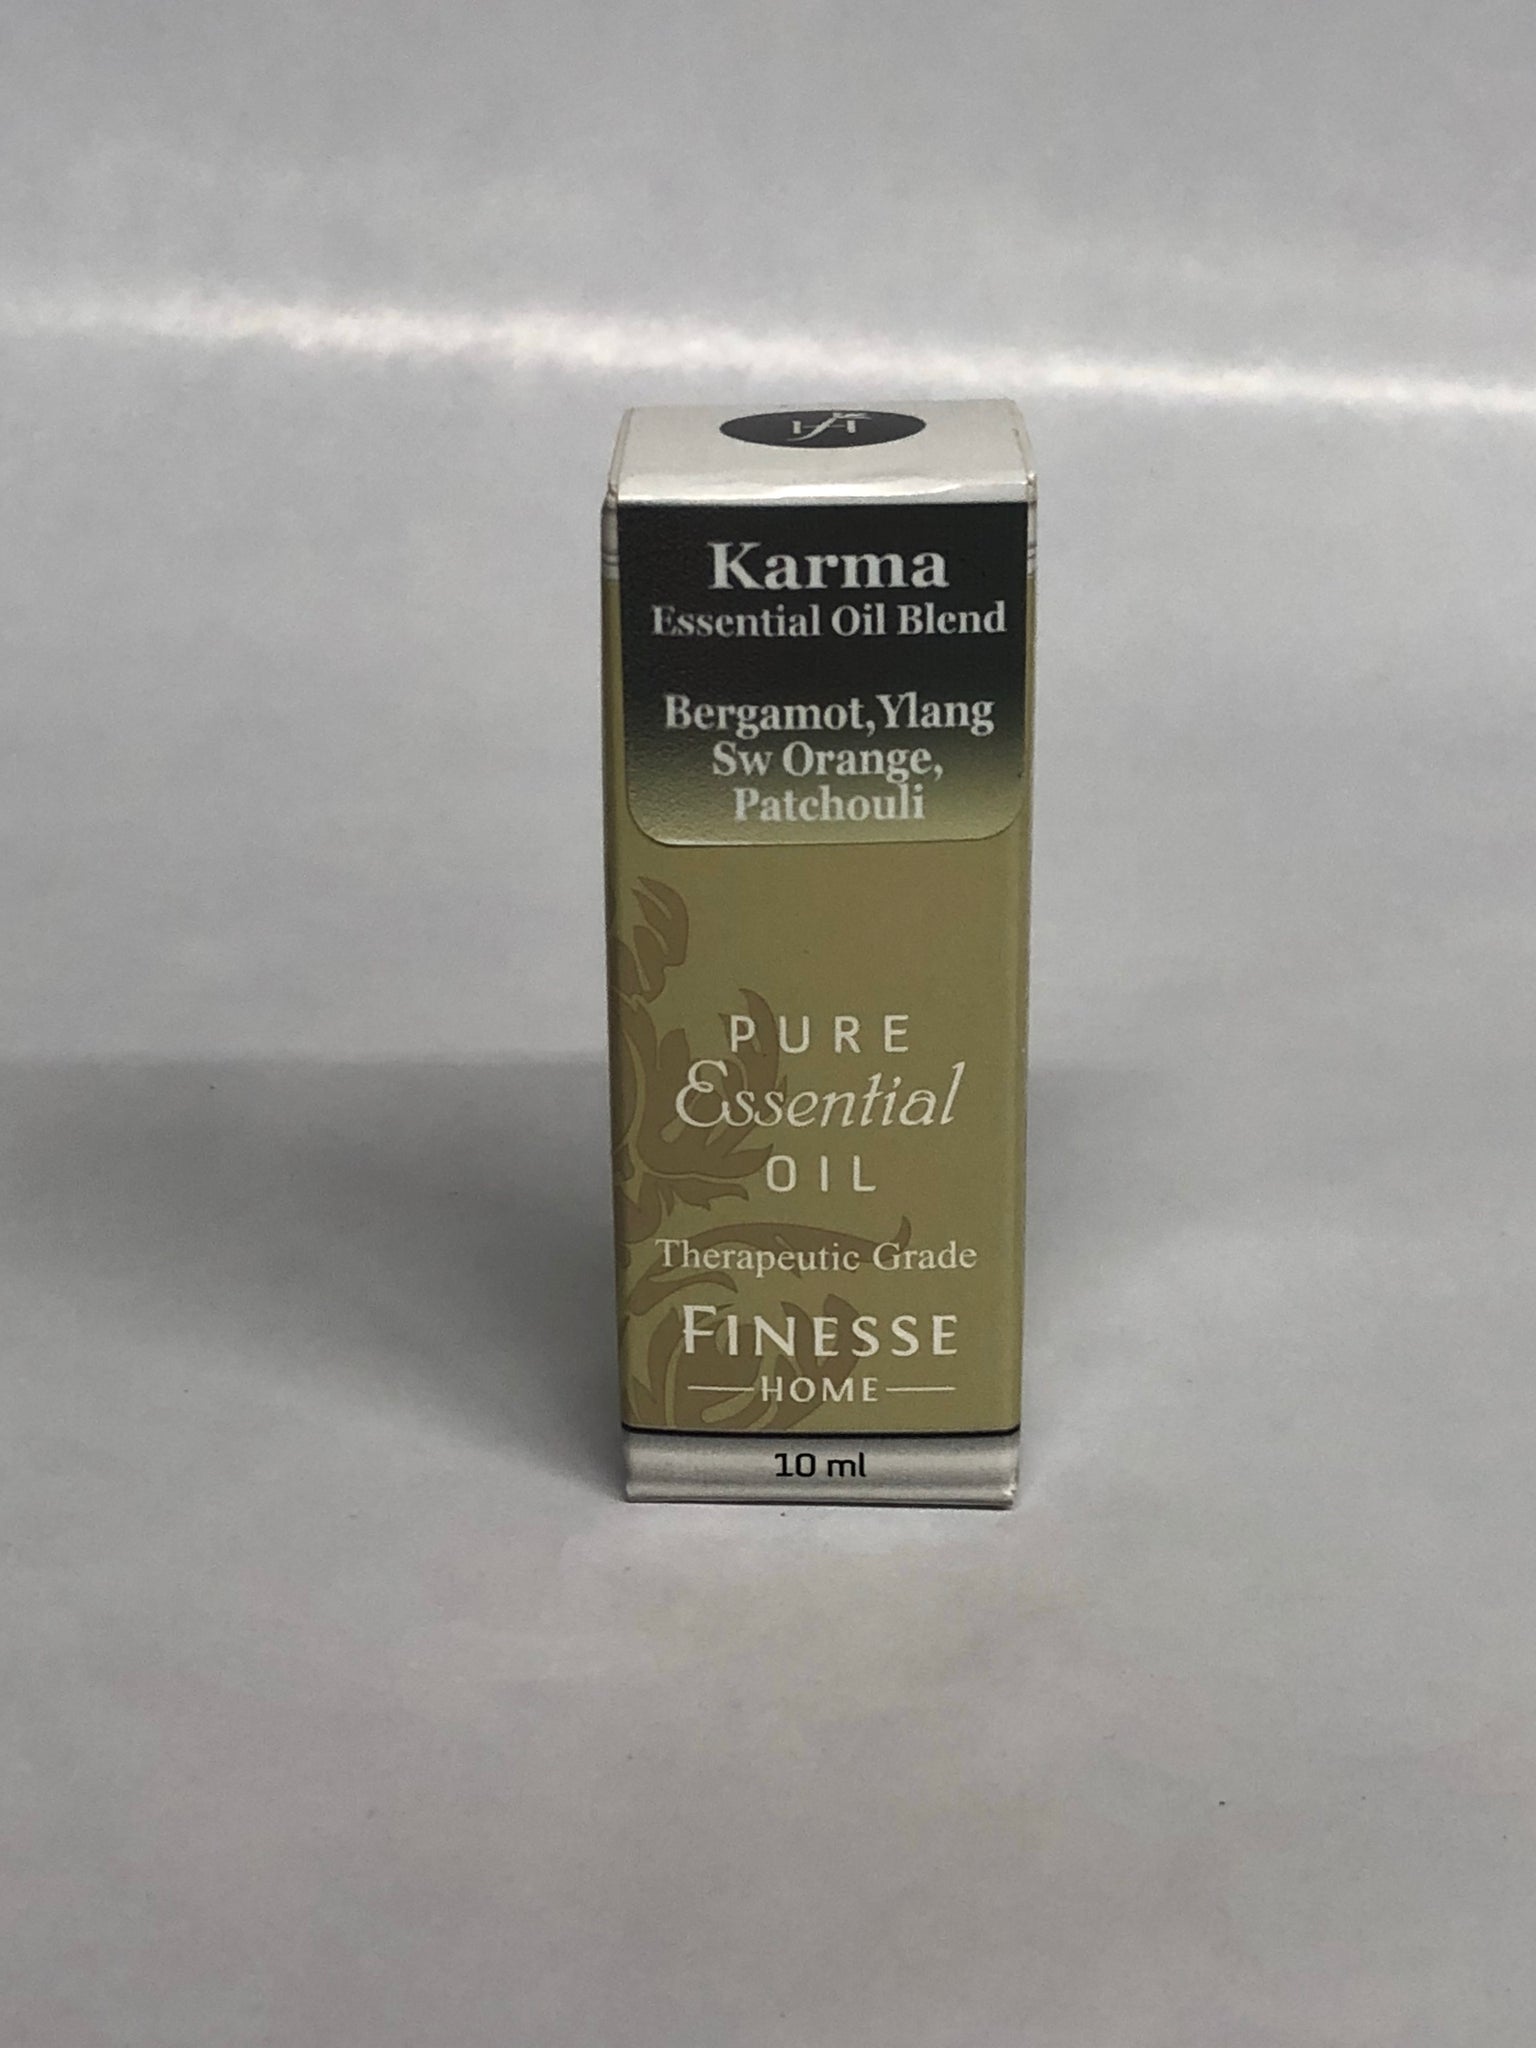 Karma
Essential Oil Blend
Bergamot, Ylang
Sw Orange,
Patchouli
PURE
Essential
OIL
Therapeutic Grade
FINESSE
HOME
10 ml